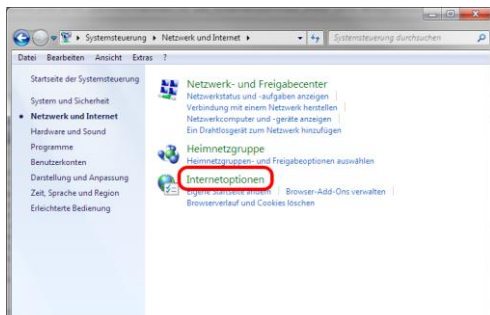 Systemsteuerung ▸ Netzwerk und Internet ▸
Systemsteuerung durchsuchen
Datei Bearbeiten Ansicht Extras ?
Startseite der Systemsteuerung
System und Sicherheit
Netzwerk und Internet
Hardware und Sound
Programme
Benutzerkonten
Darstellung und Anpassung
Zeit, Sprache und Region
Erleichterte Bedienung
Netzwerk- und Freigabecenter
Netzwerkstatus und -aufgaben anzeigen
Verbindung mit einem Netzwerk herstellen
Netzwerkcomputer und -geräte anzeigen
Ein Drahtlosgerät zum Netzwerk hinzufügen
Heimnetzgruppe
Heimnetzgruppen- und Freigabeoptionen auswählen
Internetoptionen
Eigene Startseite ändern Browser-Add-Ons verwalten
Browserverlauf und Cookies löschen